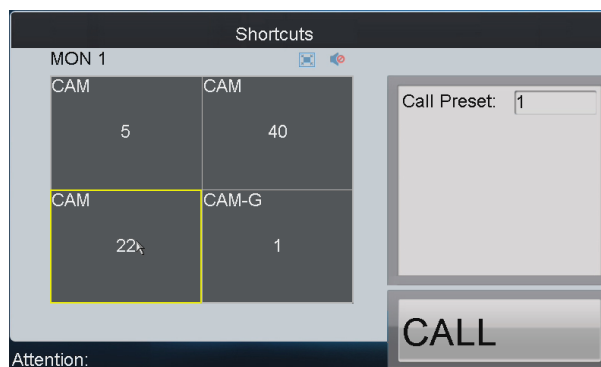 Shortcuts
MON 1
CAM CAM
5 40
CAM CAM-G
22 1
Call Preset: 1
CALL
Attention: